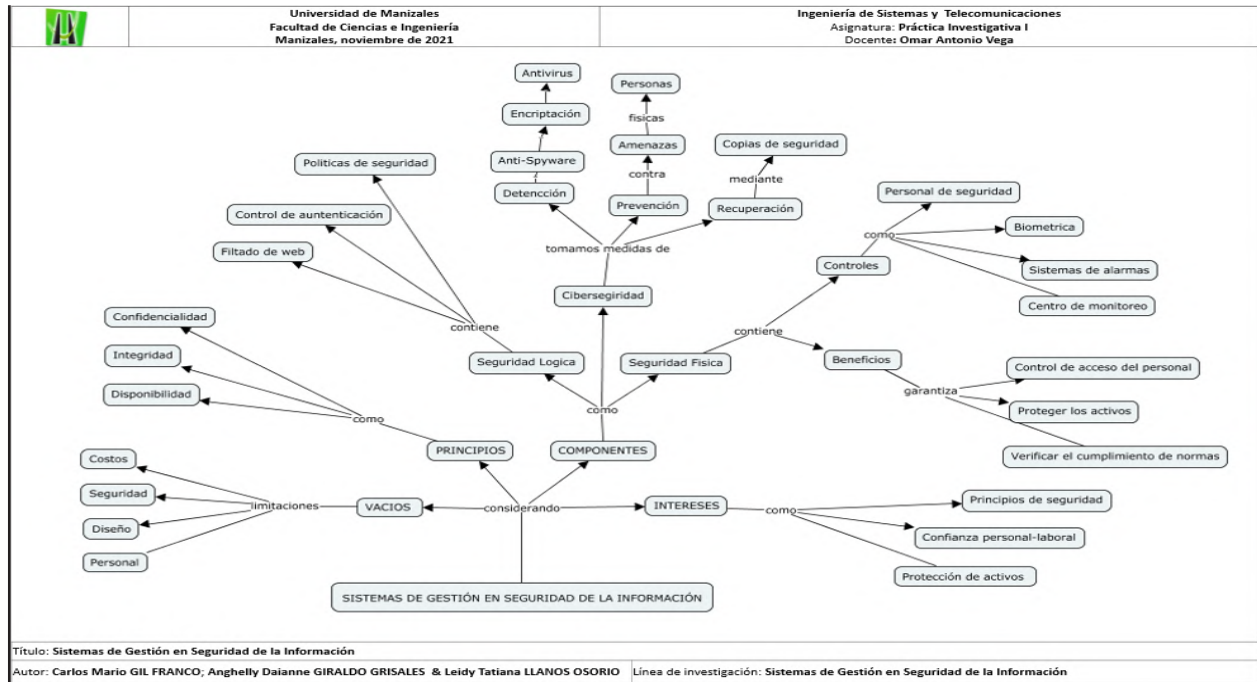 Universidad de Manizales
Facultad de Ciencias e Ingeniería
Manizales, noviembre de 2021
Ingeniería de Sistemas y Telecomunicaciones
Asignatura: Práctica Investigativa I
Docente: Omar Antonio Vega
Antivirus
Personas
Encriptación
fisicas
Amenazas
Copias de seguridad
Anti-Spyware
contra
mediante
Politicas de seguridad
Detencción
Prevención
Recuperación
Personal de seguridad
Control de auntenticación
tomamos medidas de
como
Biometrica
Filtado de web
Controles
Sistemas de alarmas
Cibersegiridad
Centro de monitoreo
Confidencialidad
contiene
contiene
Integridad
Seguridad Logica
Seguridad Fisica
Beneficios
Control de acceso del personal
Disponibilidad
como
como
garantiza
Proteger los activos
PRINCIPIOS
COMPONENTES
Verificar el cumplimiento de normas
Costos
Seguridad
limitaciones
VACIOS
considerando
INTERESES
como
Principios de seguridad
Diseño
Confianza personal-laboral
Personal
Protección de activos
SISTEMAS DE GESTIÓN EN SEGURIDAD DE LA INFORMACIÓN
Título: Sistemas de Gestión en Seguridad de la Información
Autor: Carlos Mario GIL FRANCO; Anghelly Daianne GIRALDO GRISALES & Leidy Tatiana LLANOS OSORIO
Línea de investigación: Sistemas de Gestión en Seguridad de la Información